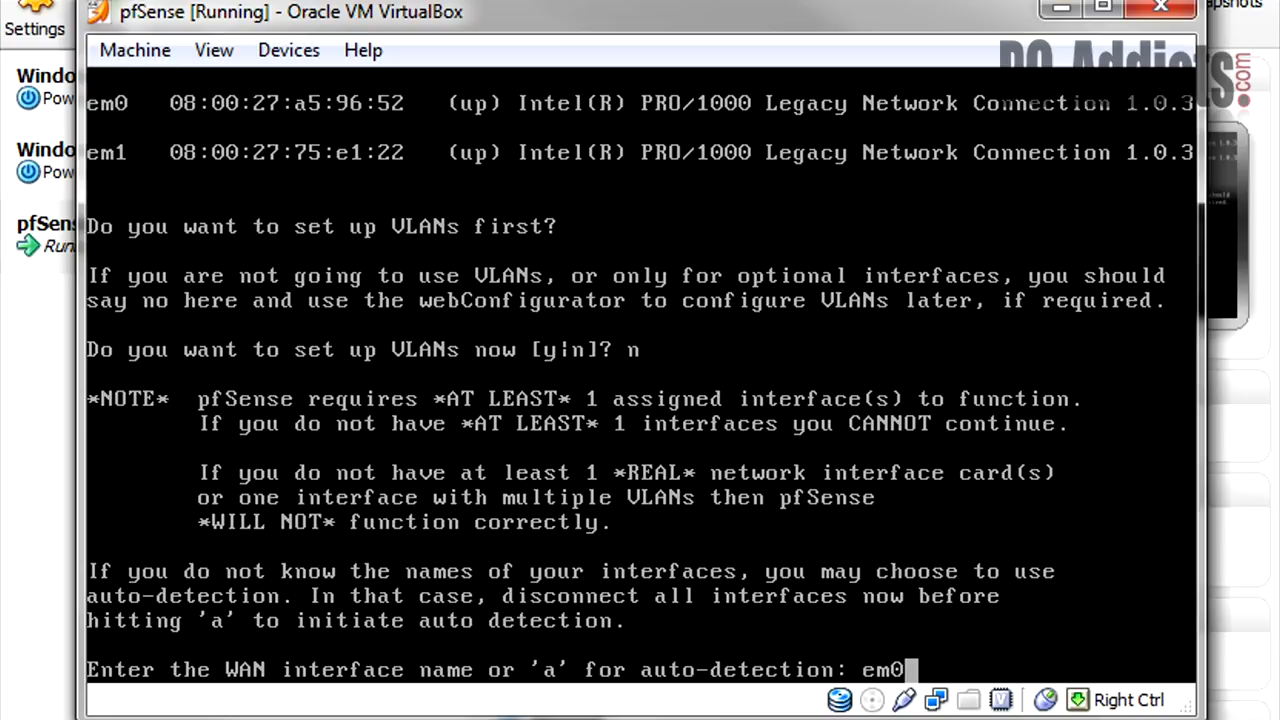 pfSense [Running] - Oracle VM VirtualBox
Settings
Machine View Devices Help
PC Addicts.com
Windo
Pow
em0 08:00:27:a5:96:52 (up) Intel(R) PRO/1000 Legacy Network Connection 1.0.3
Windo
Pow
em1 08:00:27:75:e1:22 (up) Intel(R) PRO/1000 Legacy Network Connection 1.0.3
pfSens
Run
Do you want to set up VLANs first?
If you are not going to use VLANs, or only for optional interfaces, you should
say no here and use the webConfigurator to configure VLANs later, if required.
Do you want to set up VLANs now [y|n]? n
*NOTE* pfSense requires *AT LEAST* 1 assigned interface(s) to function.
If you do not have *AT LEAST* 1 interfaces you CANNOT continue.
If you do not have at least 1 *REAL* network interface card(s)
or one interface with multiple VLANs then pfSense
*WILL NOT* function correctly.
If you do not know the names of your interfaces, you may choose to use
auto-detection. In that case, disconnect all interfaces now before
hitting 'a' to initiate auto detection.
Enter the WAN interface name or 'a' for auto-detection: em0
Right Ctrl